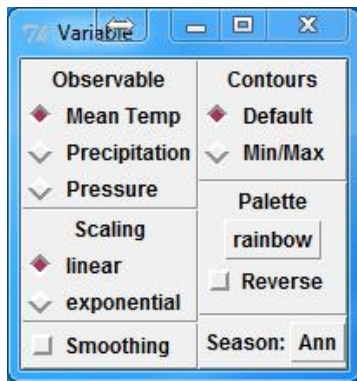 Variable
Observable
Mean Temp
Precipitation
Pressure
Scaling
linear
exponential
Smoothing
Contours
Default
Min/Max
Palette
rainbow
Reverse
Season: Ann